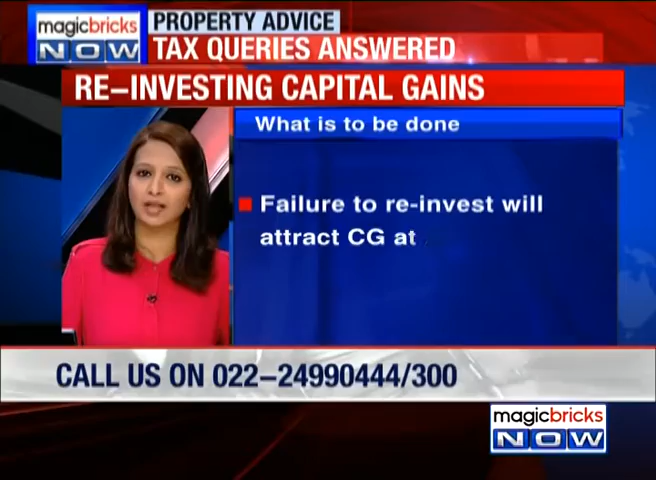 magicbricks
NOW
PROPERTY ADVICE
TAX QUERIES ANSWERED
RE-INVESTING CAPITAL GAINS
What is to be done
Failure to re-invest will
attract CG at
CALL US ON 022-24990444/300
magicbricks
NOW